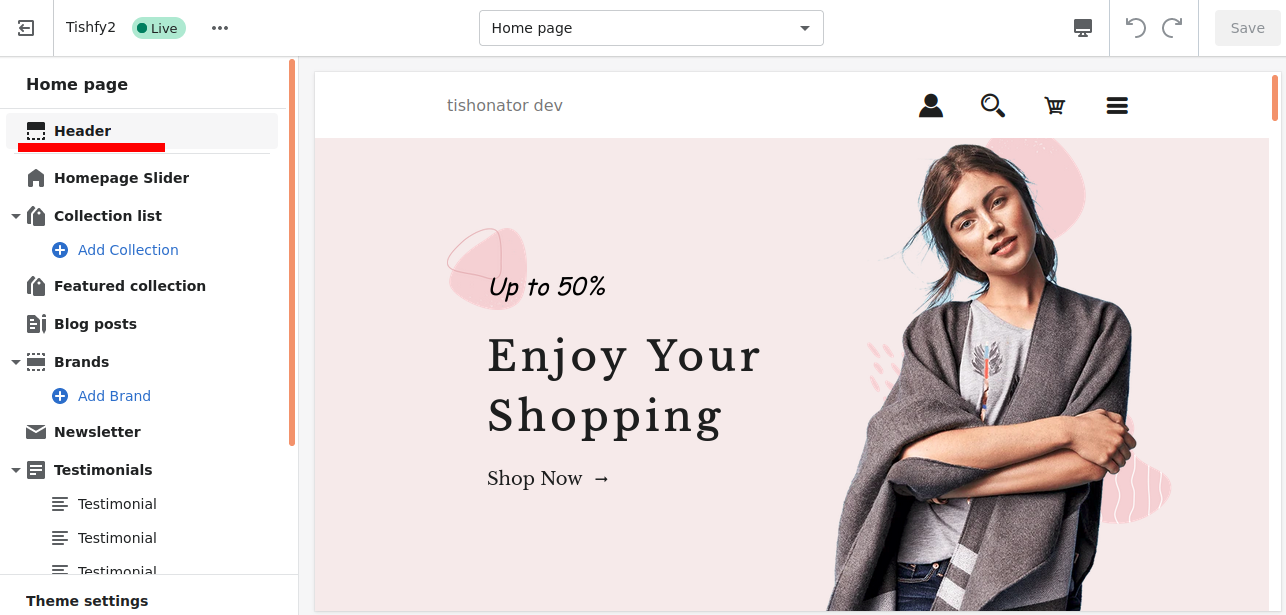 Tishfy2
Live
Home page
Save
Home page
Header
Homepage Slider
Collection list
Add Collection
Featured collection
Blog posts
Brands
Add Brand
Newsletter
Testimonials
Testimonial
Testimonial
Testimonial
Theme settings
tishonator dev
Up to 50%
Enjoy Your
Shopping
Shop Now →